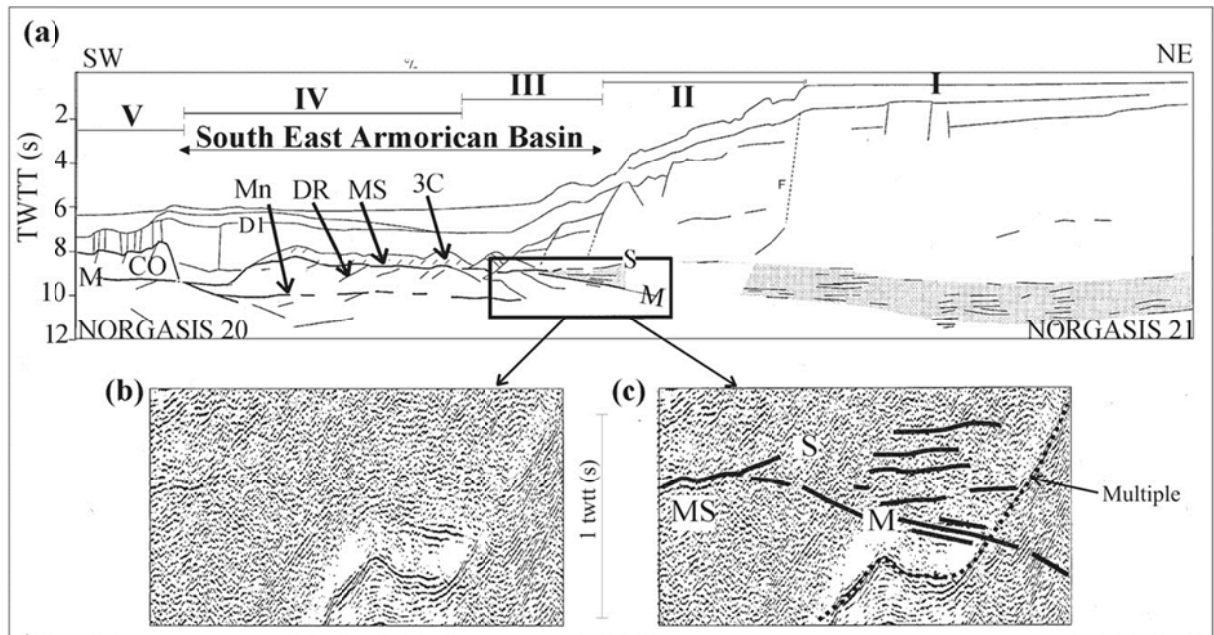 (a)
SW
NE
I
II
III
IV
V
South East Armorican Basin
TWTT (s)
2
4
6
8
10
12
Mn
DR
MS
3C
D1
F
M
CO
S
M
NORGASIS 20
NORGASIS 21
(b)
1 twtt (s)
(c)
S
MS
M
Multiple